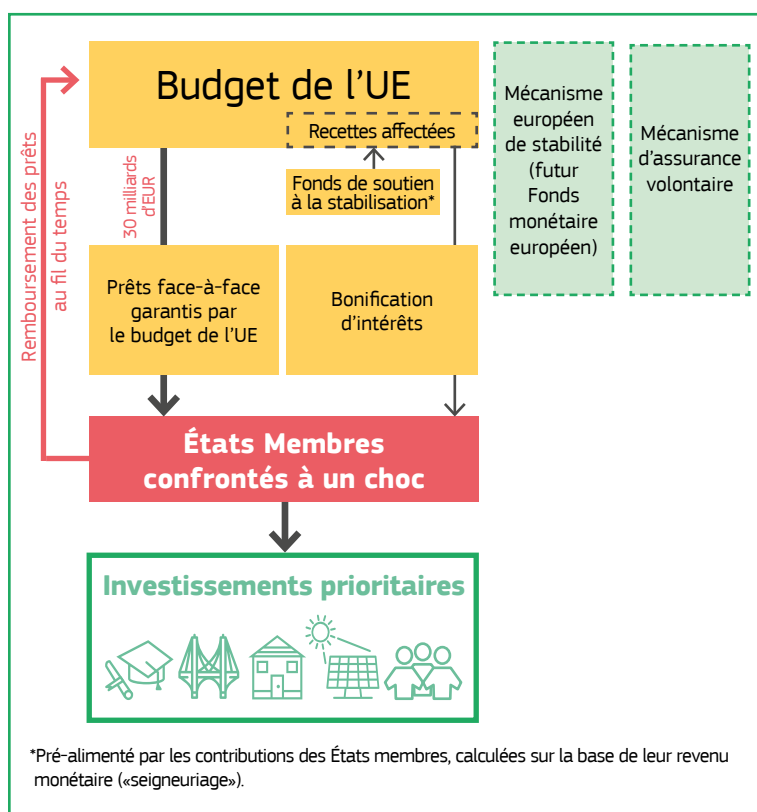 Budget de l’UE
Recettes affectées
Fonds de soutien
à la stabilisation*
30 milliards
d’EUR
Remboursement des prêts
au fil du temps
Prêts face-à-face
garantis par
le budget de l’UE
Bonification
d’intérêts
États Membres
confrontés à un choc
Investissements prioritaires
Mécanisme
européen
de stabilité
(futur
Fonds
monétaire
européen)
Mécanisme
d’assurance
volontaire
*Pré-alimenté par les contributions des États membres, calculées sur la base de leur revenu
monétaire («seigneuriage»).